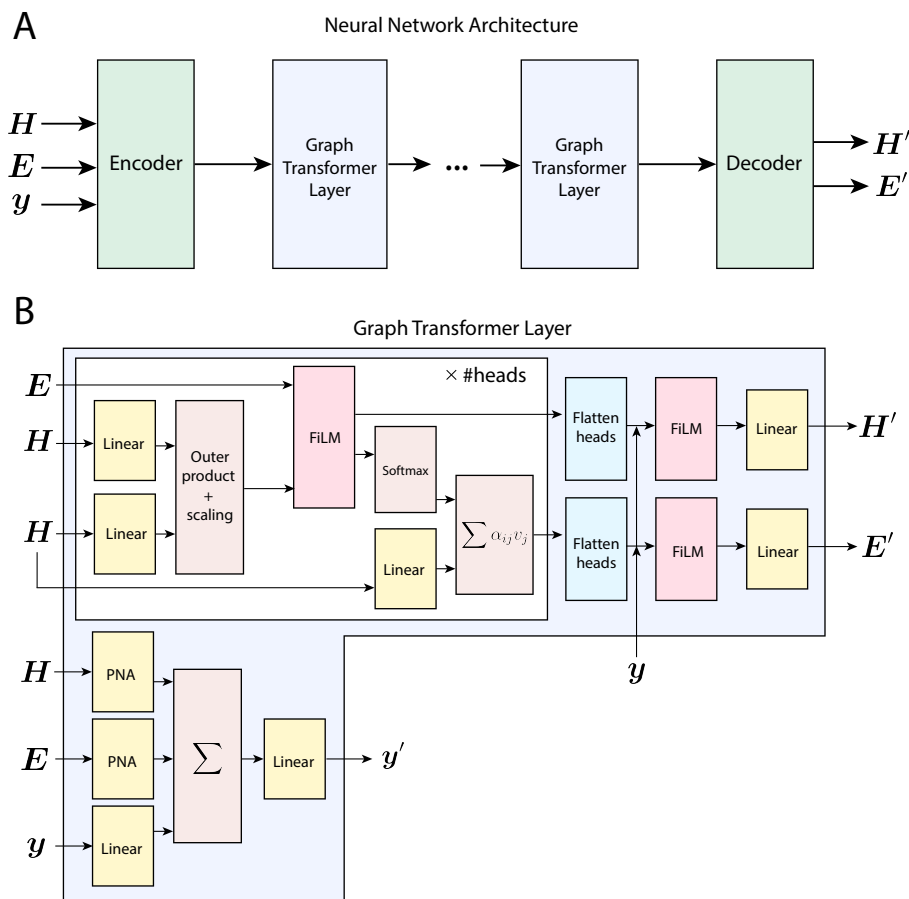 A
Neural Network Architecture
H
E
y
Encoder
Graph
Transformer
Layer
...
Graph
Transformer
Layer
Decoder
H′
E′
B
Graph Transformer Layer
E
× #heads
H
Linear
H
Linear
Outer
product
+
scaling
FiLM
Softmax
Linear
∑ αᵢⱼvⱼ
Flatten
heads
FiLM
Linear
H′
Flatten
heads
FiLM
Linear
E′
y
H
PNA
E
PNA
y
Linear
∑
Linear
y′